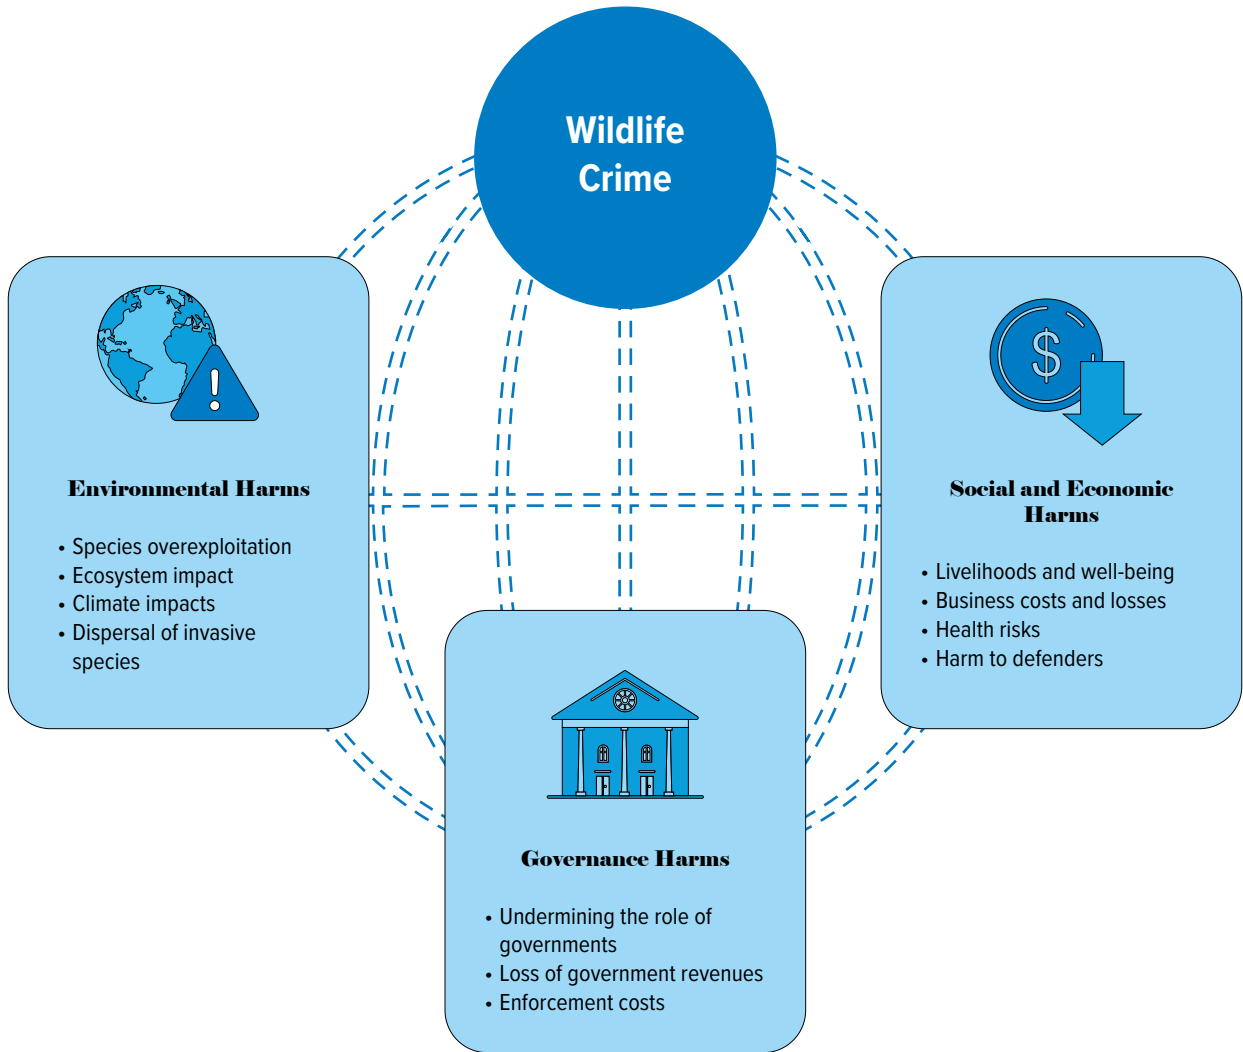 Wildlife
Crime
Environmental Harms
• Species overexploitation
• Ecosystem impact
• Climate impacts
• Dispersal of invasive
species
$
Social and Economic
Harms
• Livelihoods and well-being
• Business costs and losses
• Health risks
• Harm to defenders
Governance Harms
• Undermining the role of
governments
• Loss of government revenues
• Enforcement costs